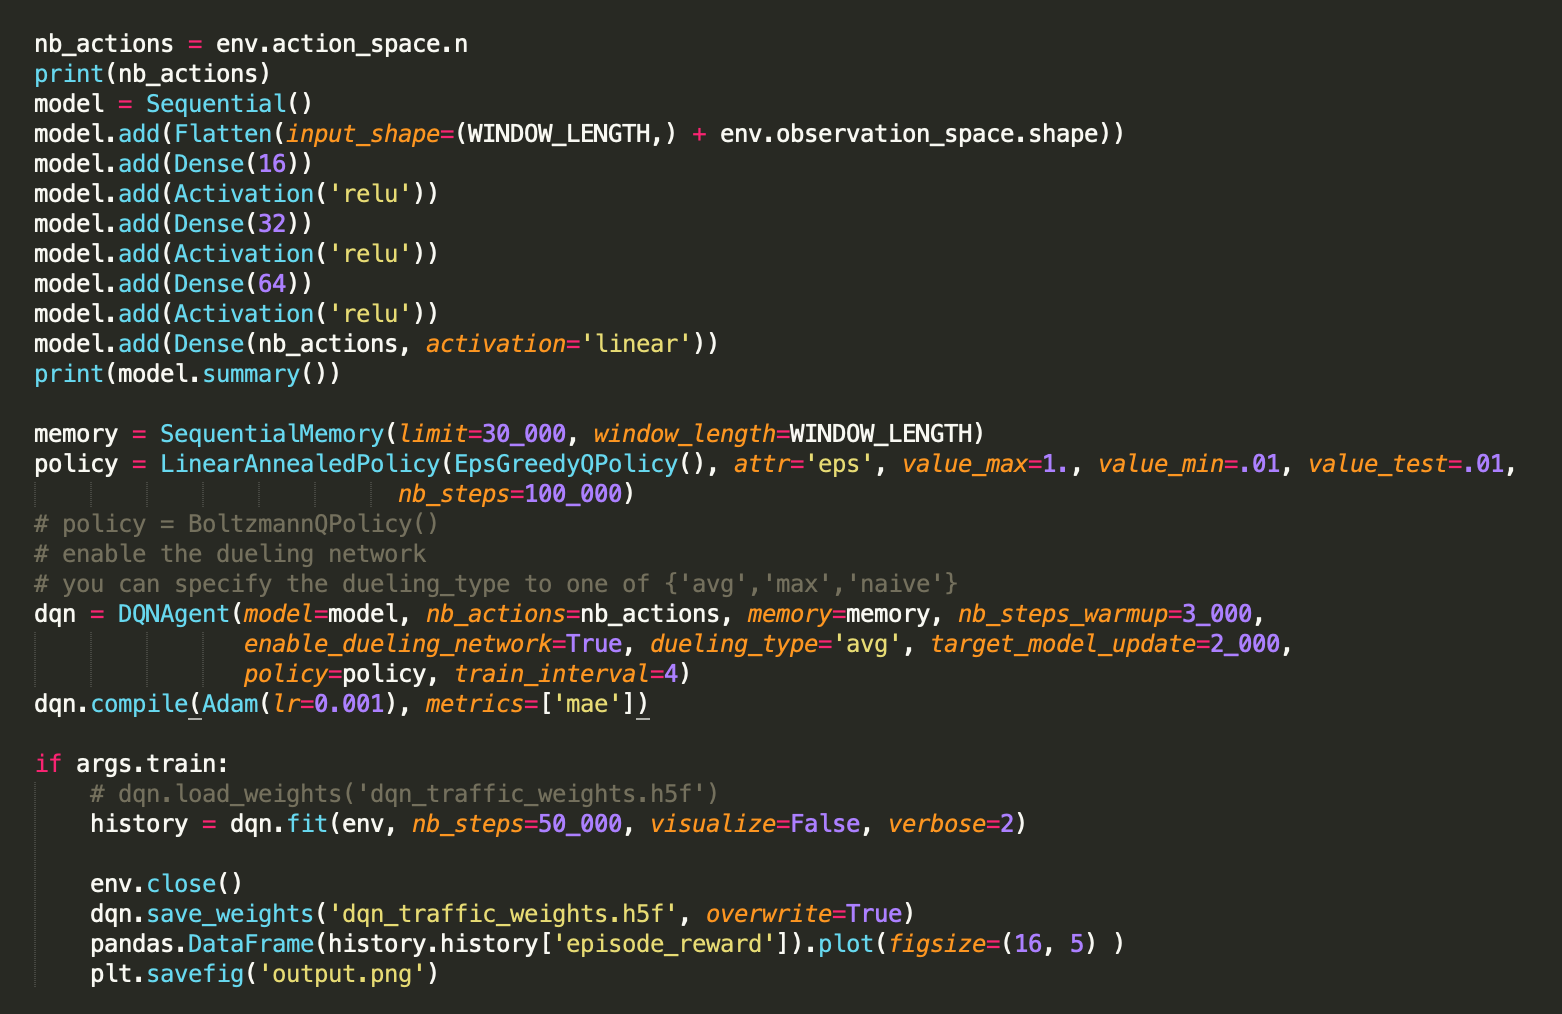 nb_actions = env.action_space.n
print(nb_actions)
model = Sequential()
model.add(Flatten(input_shape=(WINDOW_LENGTH,) + env.observation_space.shape))
model.add(Dense(16))
model.add(Activation('relu'))
model.add(Dense(32))
model.add(Activation('relu'))
model.add(Dense(64))
model.add(Activation('relu'))
model.add(Dense(nb_actions, activation='linear'))
print(model.summary())

memory = SequentialMemory(limit=30_000, window_length=WINDOW_LENGTH)
policy = LinearAnnealedPolicy(EpsGreedyQPolicy(), attr='eps', value_max=1., value_min=.01, value_test=.01,
                          nb_steps=100_000)
# policy = BoltzmannQPolicy()
# enable the dueling network
# you can specify the dueling_type to one of {'avg','max','naive'}
dqn = DQNAgent(model=model, nb_actions=nb_actions, memory=memory, nb_steps_warmup=3_000,
               enable_dueling_network=True, dueling_type='avg', target_model_update=2_000,
               policy=policy, train_interval=4)
dqn.compile(Adam(lr=0.001), metrics=['mae'])

if args.train:
    # dqn.load_weights('dqn_traffic_weights.h5f')
    history = dqn.fit(env, nb_steps=50_000, visualize=False, verbose=2)

    env.close()
    dqn.save_weights('dqn_traffic_weights.h5f', overwrite=True)
    pandas.DataFrame(history.history['episode_reward']).plot(figsize=(16, 5) )
    plt.savefig('output.png')